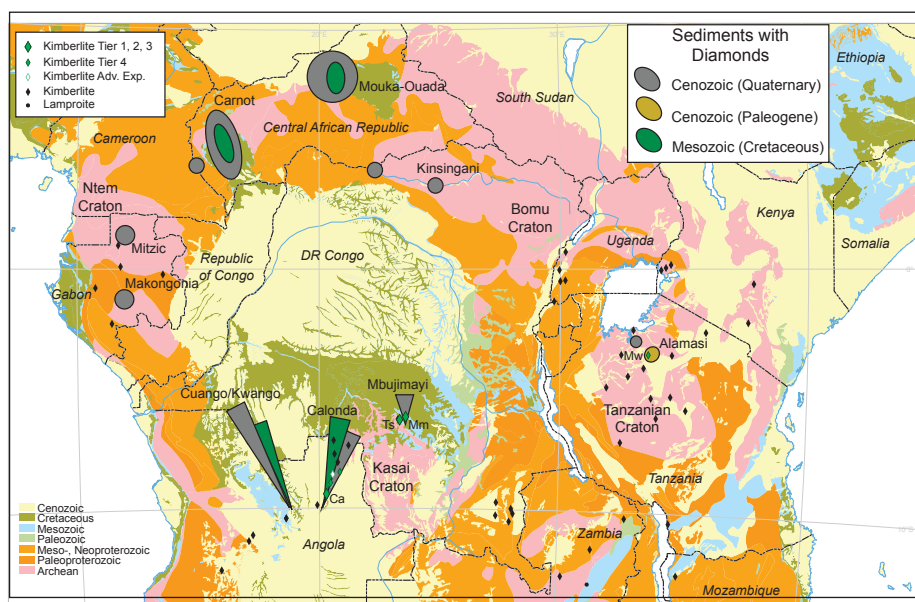 Kimberlite Tier 1, 2, 3
Kimberlite Tier 4
Kimberlite Adv. Exp.
Kimberlite
Lamproite
20°E
30°E
Sediments with
Diamonds
Cenozoic (Quaternary)
Cenozoic (Paleogene)
Mesozoic (Cretaceous)
Ethiopia
South Sudan
Mouka-Ouada
Carnot
Central African Republic
Cameroon
Kinsingani
Ntem
Craton
Bomu
Craton
Kenya
Somalia
Uganda
Mitzic
Republic
of Congo
DR Congo
Makongonia
Gabon
Alamasi
Mw
Mbujimayi
Cuango/Kwango
Calonda
Ts
Mm
Tanzanian
Craton
Kasai
Craton
Tanzania
Ca
Angola
Zambia
Mozambique
Cenozoic
Cretaceous
Mesozoic
Paleozoic
Meso-, Neoproterozoic
Paleoproterozoic
Archean